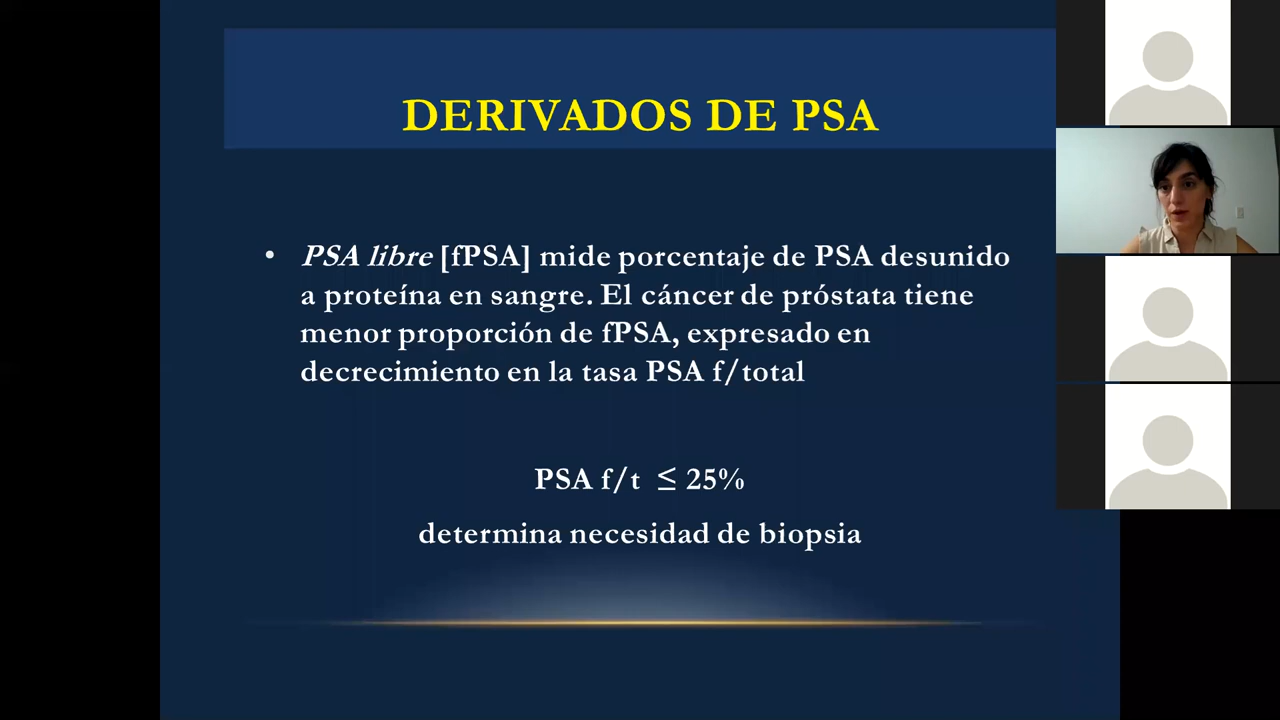 DERIVADOS DE PSA
• PSA libre [fPSA] mide porcentaje de PSA desunido
a proteína en sangre. El cáncer de próstata tiene
menor proporción de fPSA, expresado en
decrecimiento en la tasa PSA f/total
PSA f/t ≤ 25%
determina necesidad de biopsia